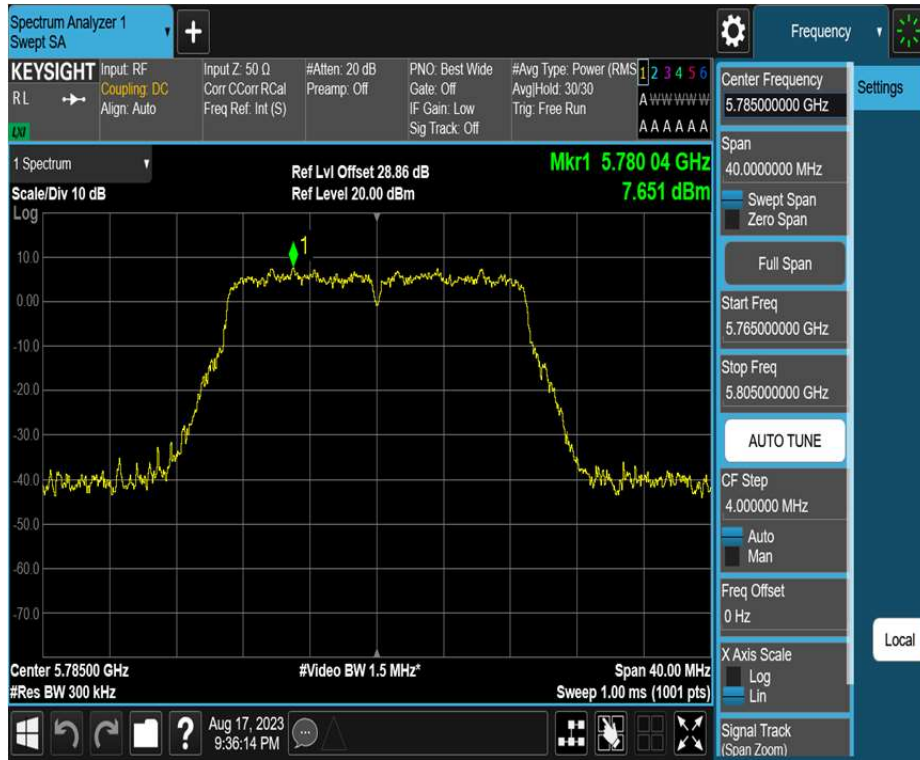 Spectrum Analyzer 1
Swept SA
+
Frequency
KEYSIGHT
RL
LXI
Input: RF
Coupling: DC
Align: Auto
Input Z: 50 Ω
Corr CCorr RCal
Freq Ref: Int (S)
#Atten: 20 dB
Preamp: Off
PNO: Best Wide
Gate: Off
IF Gain: Low
Sig Track: Off
#Avg Type: Power (RMS
Avg|Hold: 30/30
Trig: Free Run
1 2 3 4 5 6
A W W W W W
A A A A A A
1 Spectrum
Scale/Div 10 dB
Ref Lvl Offset 28.86 dB
Ref Level 20.00 dBm
Mkr1 5.780 04 GHz
7.651 dBm
Log
10.0
0.00
-10.0
-20.0
-30.0
-40.0
-50.0
-60.0
-70.0
1
Center 5.78500 GHz
#Res BW 300 kHz
#Video BW 1.5 MHz*
Span 40.00 MHz
Sweep 1.00 ms (1001 pts)
?
Aug 17, 2023
9:36:14 PM
Center Frequency
5.785000000 GHz
Span
40.0000000 MHz
Swept Span
Zero Span
Full Span
Start Freq
5.765000000 GHz
Stop Freq
5.805000000 GHz
AUTO TUNE
CF Step
4.000000 MHz
Auto
Man
Freq Offset
0 Hz
X Axis Scale
Log
Lin
Signal Track
(Span Zoom)
Settings
Local